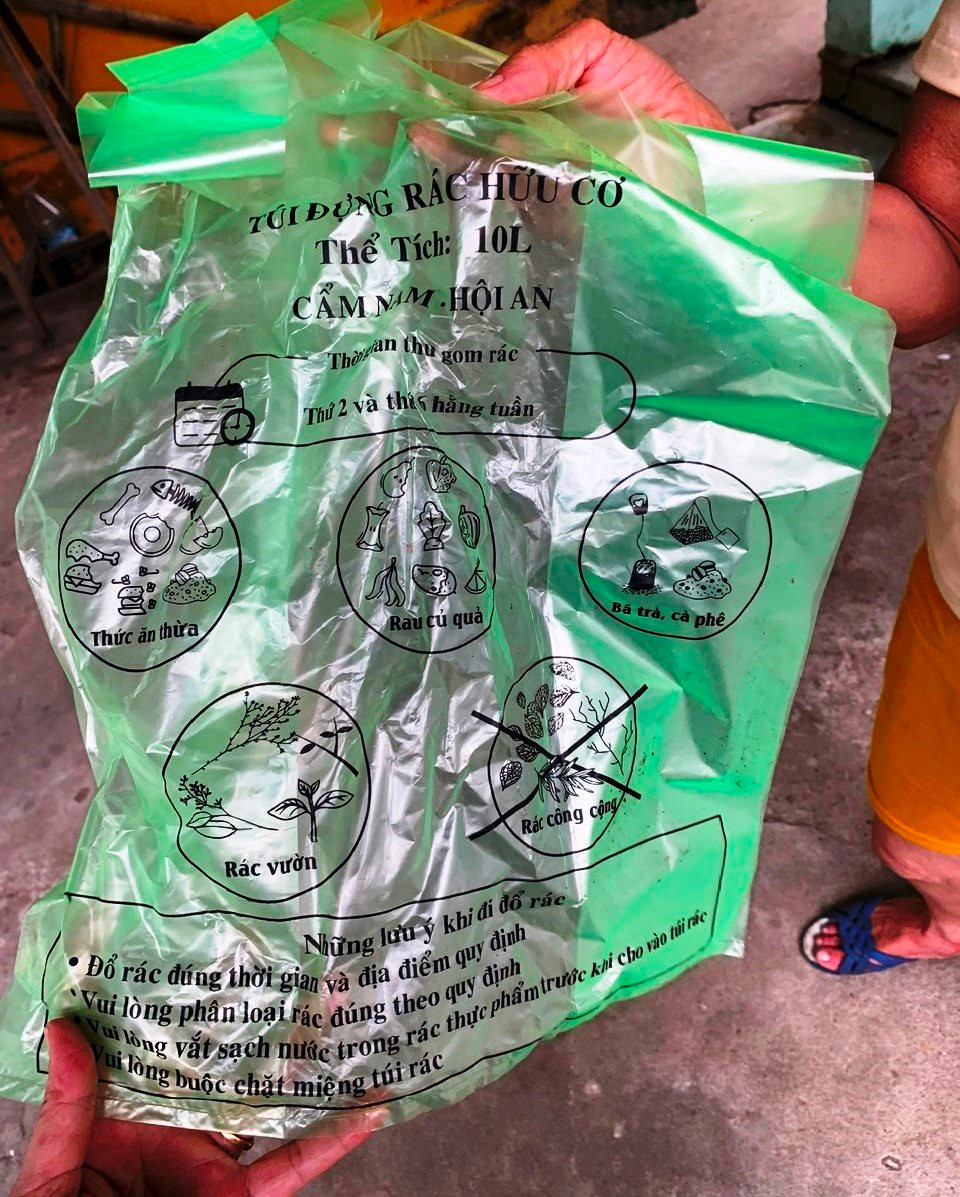 TÚI ĐỰNG RÁC HỮU CƠ
Thể Tích: 10L
CẨM NAM - HỘI AN
Thời gian thu gom rác
Thứ 2 và thứ 6 hằng tuần
Thức ăn thừa
Rau củ quả
Bã trà, cà phê
Rác vườn
Rác công cộng
Những lưu ý khi đi đổ rác
• Đổ rác đúng thời gian và địa điểm quy định
• Vui lòng phân loại rác đúng theo quy định
• Vui lòng vắt sạch nước trong rác thực phẩm trước khi cho vào túi rác
Vui lòng buộc chặt miệng túi rác